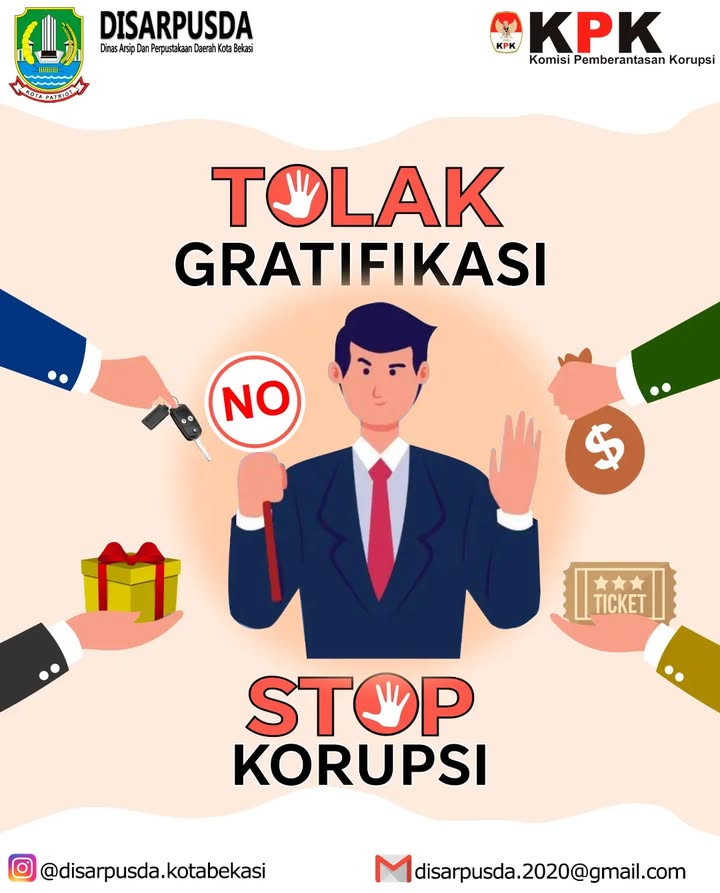 DISARPUSDA
Dinas Arsip Dan Perpustakaan Daerah Kota Bekasi
KOTA PATRIOT
KPK
KPK
Komisi Pemberantasan Korupsi
TOLAK
GRATIFIKASI
NO
$
TICKET
STOP
KORUPSI
@disarpusda.kotabekasi
disarpusda.2020@gmail.com